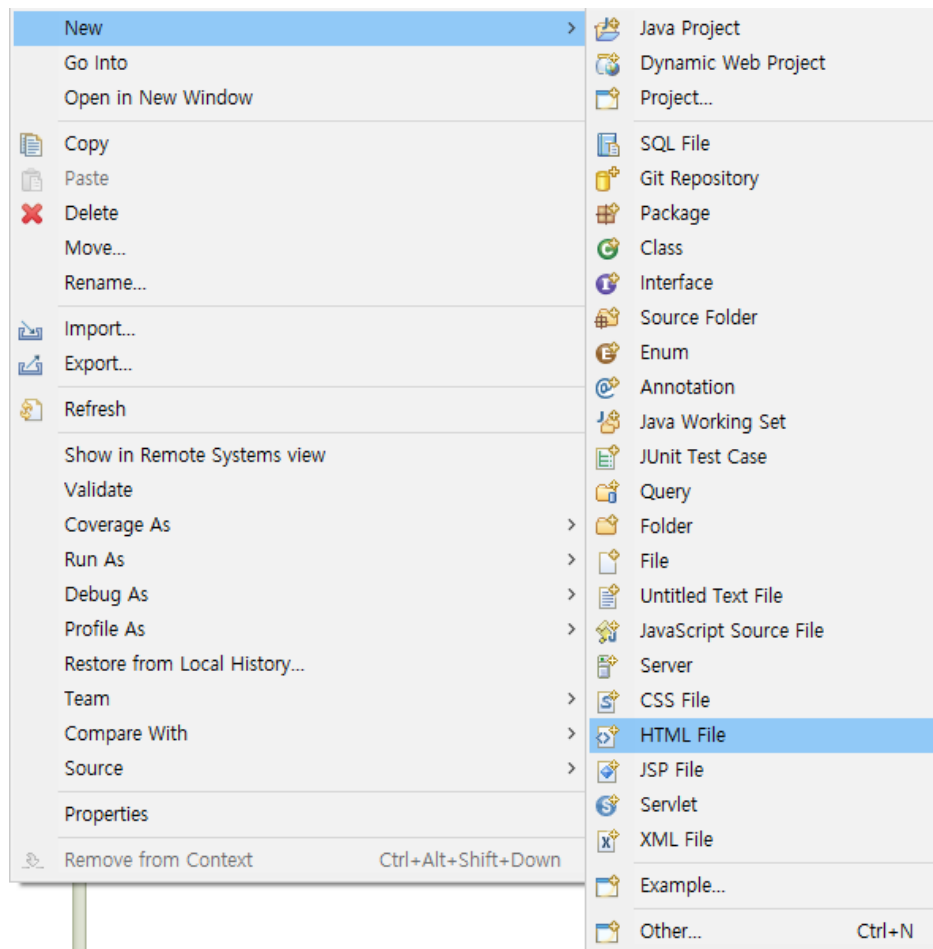 New
Go Into
Open in New Window
Copy
Paste
Delete
Move...
Rename...
Import...
Export...
Refresh
Show in Remote Systems view
Validate
Coverage As
Run As
Debug As
Profile As
Restore from Local History...
Team
Compare With
Source
Properties
Remove from Context Ctrl+Alt+Shift+Down
Java Project
Dynamic Web Project
Project...
SQL File
Git Repository
Package
Class
Interface
Source Folder
Enum
Annotation
Java Working Set
JUnit Test Case
Query
Folder
File
Untitled Text File
JavaScript Source File
Server
CSS File
HTML File
JSP File
Servlet
XML File
Example...
Other... Ctrl+N